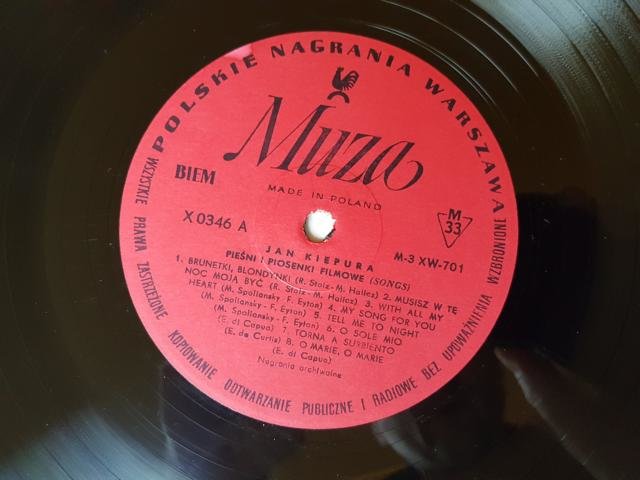 POLSKIE NAGRANIA WARSZAWA
Muza
BIEM
MADE IN POLAND
X 0346 A
M
33
M-3 XW-701
JAN KIEPURA
PIEŚNI I PIOSENKI FILMOWE (SONGS)
1. BRUNETKI, BLONDYNKI (R. Stolz - M. Halicz) 2. MUSISZ W TĘ
NOC MOJĄ BYĆ (R. Stolz - M. Halicz) 3. WITH ALL MY
HEART (M. Spoliansky - F. Eyton) 4. MY SONG FOR YOU
(M. Spoliansky - F. Eyton) 5. TELL ME TO NIGHT
(M. Spoliansky - F. Eyton) 6. O SOLE MIO
(E. di Capua) 7. TORNA A SURBIENTO
(E. de Curtis) 8. O MARIE, O MARIE
(E. di Capua)
Nagrania archiwalne
WSZYSTKIE PRAWA ZASTRZEŻONE KOPIOWANIE ODTWARZANIE PUBLICZNE I RADIOWE BEZ UPOWAŻNIENIA WZBRONIONE